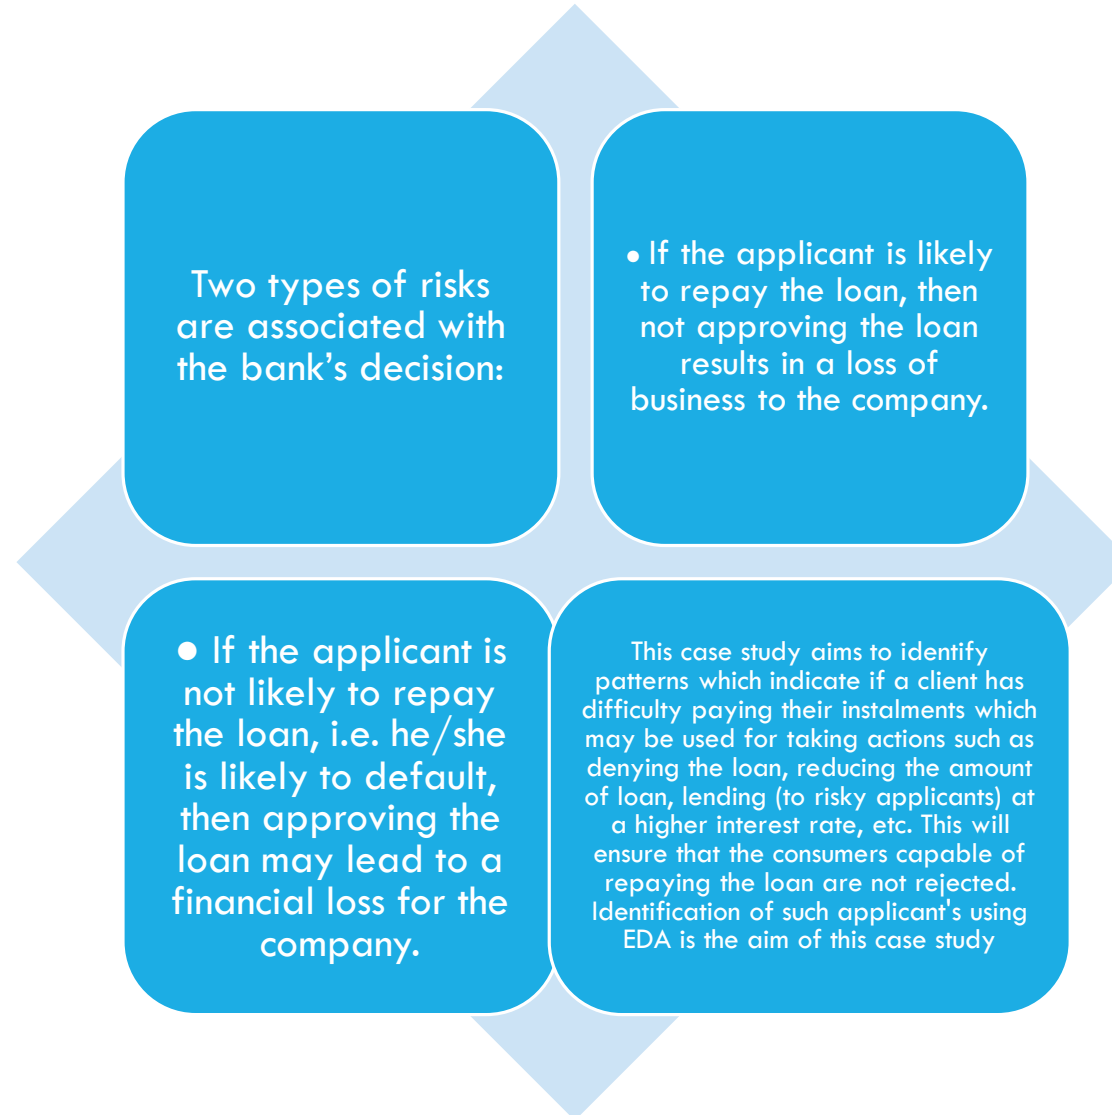 Two types of risks
are associated with
the bank’s decision:
• If the applicant is likely
to repay the loan, then
not approving the loan
results in a loss of
business to the company.
• If the applicant is
not likely to repay
the loan, i.e. he/she
is likely to default,
then approving the
loan may lead to a
financial loss for the
company.
This case study aims to identify
patterns which indicate if a client has
difficulty paying their instalments which
may be used for taking actions such as
denying the loan, reducing the amount
of loan, lending (to risky applicants) at
a higher interest rate, etc. This will
ensure that the consumers capable of
repaying the loan are not rejected.
Identification of such applicant's using
EDA is the aim of this case study